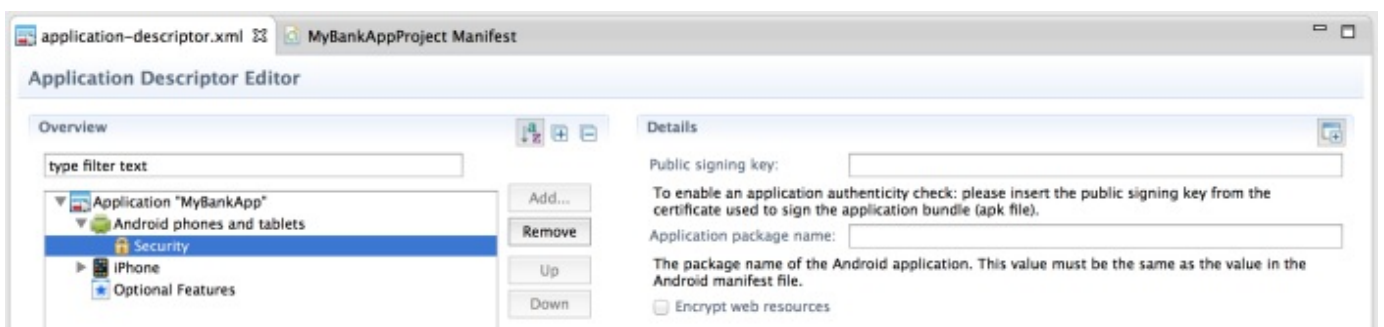 application-descriptor.xml
MyBankAppProject Manifest
Application Descriptor Editor
Overview
type filter text
Application "MyBankApp"
Android phones and tablets
Security
iPhone
Optional Features
Add...
Remove
Up
Down
Details
Public signing key:
To enable an application authenticity check: please insert the public signing key from the
certificate used to sign the application bundle (apk file).
Application package name:
The package name of the Android application. This value must be the same as the value in the
Android manifest file.
Encrypt web resources